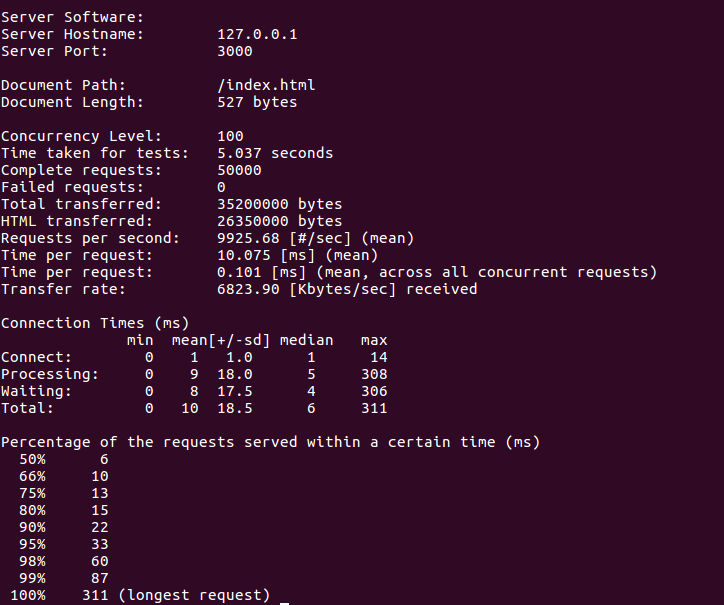 Server Software:
Server Hostname:        127.0.0.1
Server Port:            3000

Document Path:          /index.html
Document Length:        527 bytes

Concurrency Level:      100
Time taken for tests:   5.037 seconds
Complete requests:      50000
Failed requests:        0
Total transferred:      35200000 bytes
HTML transferred:       26350000 bytes
Requests per second:    9925.68 [#/sec] (mean)
Time per request:       10.075 [ms] (mean)
Time per request:       0.101 [ms] (mean, across all concurrent requests)
Transfer rate:          6823.90 [Kbytes/sec] received

Connection Times (ms)
              min  mean[+/-sd] median   max
Connect:        0    1   1.0      1      14
Processing:     0    9  18.0      5     308
Waiting:        0    8  17.5      4     306
Total:          0   10  18.5      6     311

Percentage of the requests served within a certain time (ms)
  50%      6
  66%     10
  75%     13
  80%     15
  90%     22
  95%     33
  98%     60
  99%     87
 100%    311 (longest request)